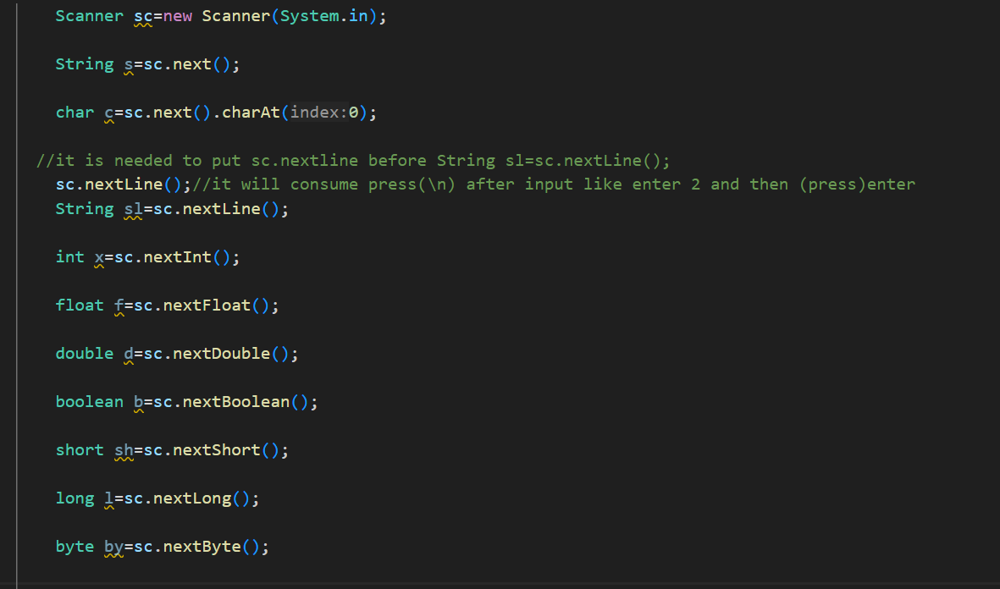 Scanner sc=new Scanner(System.in);
String s=sc.next();
char c=sc.next().charAt(index:0);
//it is needed to put sc.nextline before String sl=sc.nextLine();
sc.nextLine();//it will consume press(\n) after input like enter 2 and then (press)enter
String sl=sc.nextLine();
int x=sc.nextInt();
float f=sc.nextFloat();
double d=sc.nextDouble();
boolean b=sc.nextBoolean();
short sh=sc.nextShort();
long l=sc.nextLong();
byte by=sc.nextByte();